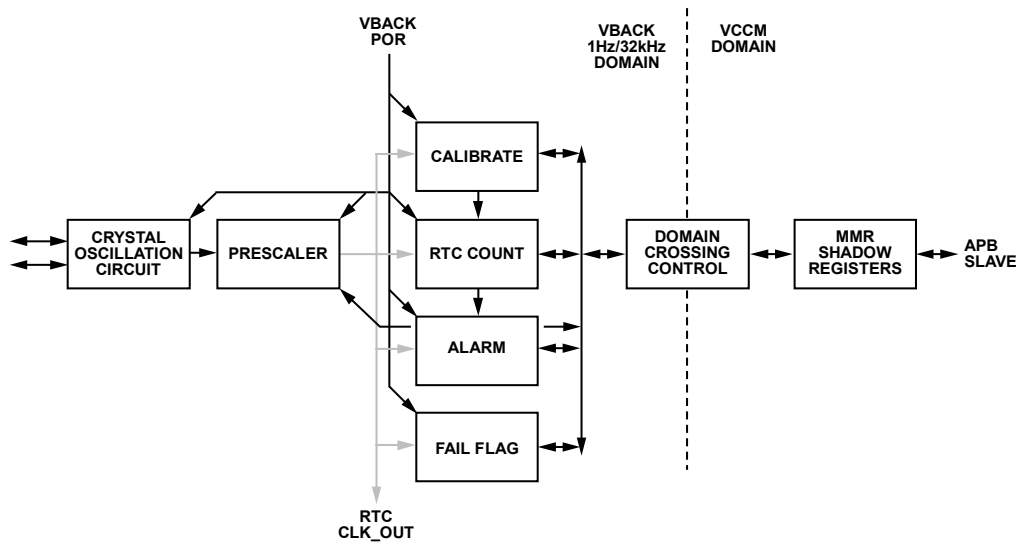 VBACK
POR
VBACK
1Hz/32kHz
DOMAIN
VCCM
DOMAIN
CALIBRATE
CRYSTAL
OSCILLATION
CIRCUIT
PRESCALER
RTC COUNT
DOMAIN
CROSSING
CONTROL
MMR
SHADOW
REGISTERS
APB
SLAVE
ALARM
FAIL FLAG
RTC
CLK_OUT